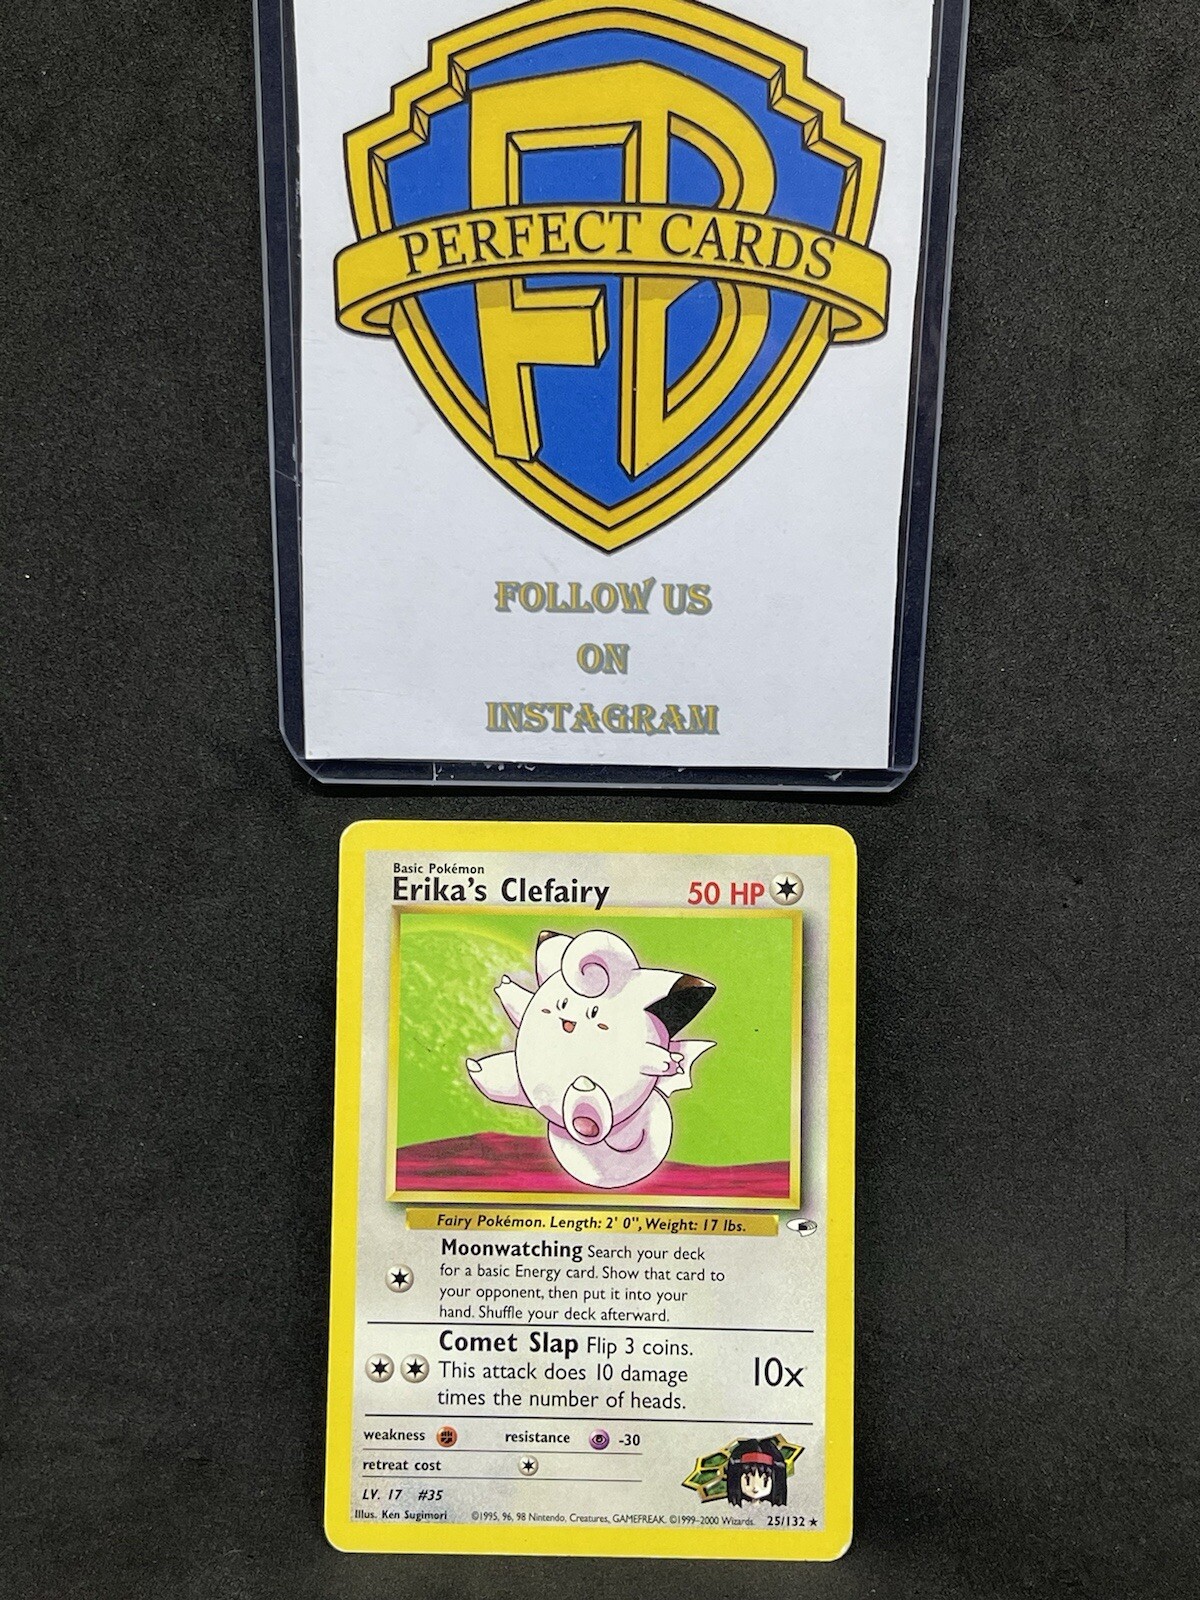 FB
PERFECT CARDS
FOLLOW US
ON
INSTAGRAM
Basic Pokémon
Erika's Clefairy 50 HP
Fairy Pokémon. Length: 2' 0", Weight: 17 lbs.
Moonwatching Search your deck
for a basic Energy card. Show that card to
your opponent, then put it into your
hand. Shuffle your deck afterward.
Comet Slap Flip 3 coins.
This attack does 10 damage 10x
times the number of heads.
weakness resistance -30
retreat cost
LV. 17 #35
Illus. Ken Sugimori ©1995, 96, 98 Nintendo, Creatures, GAMEFREAK. ©1999-2000 Wizards. 25/132 ★